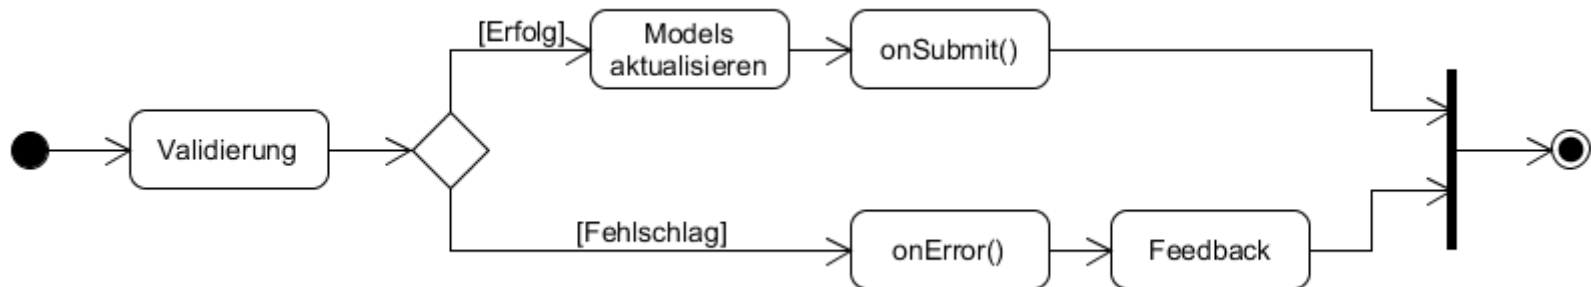 [Erfolg]
Models
aktualisieren
onSubmit()
Validierung
[Fehlschlag]
onError()
Feedback